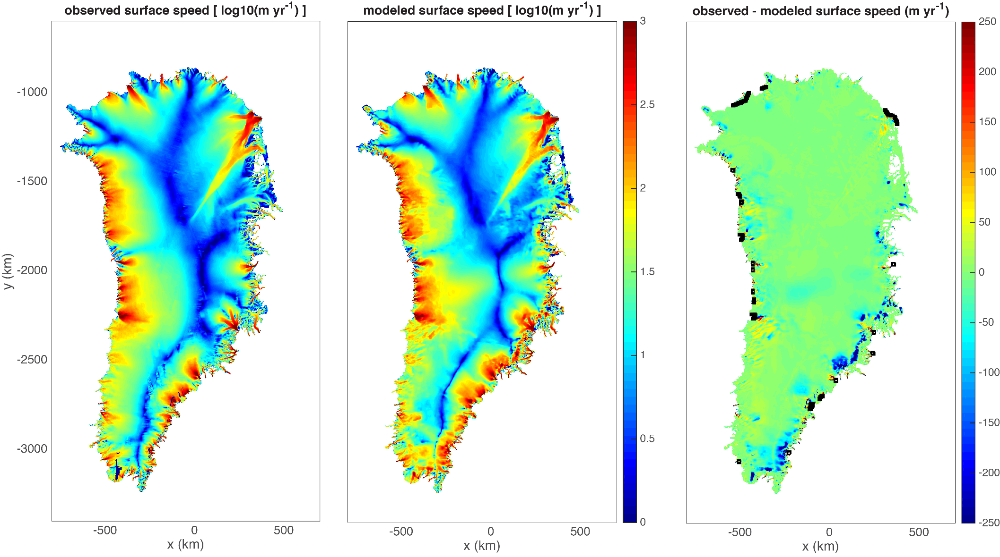 observed surface speed [ log10(m yr-1) ]
modeled surface speed [ log10(m yr-1) ]
observed - modeled surface speed (m yr-1)
y (km)
-1000
-1500
-2000
-2500
-3000
-500 0 500
x (km)
-500 0 500
x (km)
3
2.5
2
1.5
1
0.5
0
-500 0 500
x (km)
250
200
150
100
50
0
-50
-100
-150
-200
-250